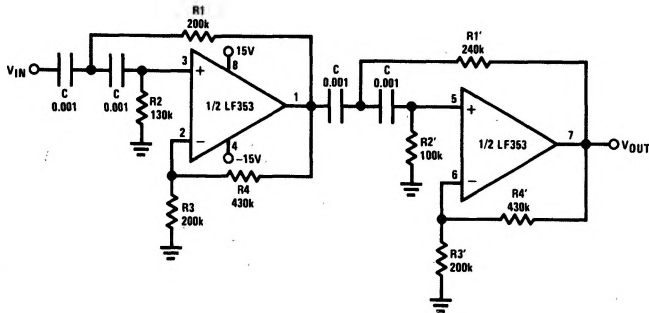 R1
200k
15V
8
VIN
C
0.001
C
0.001
R2
130k
3
+
1/2 LF353
1
2
−
4
−15V
R4
430k
R3
200k
R1'
240k
C
0.001
C
0.001
R2'
100k
5
+
1/2 LF353
7
VOUT
6
−
R4'
430k
R3'
200k